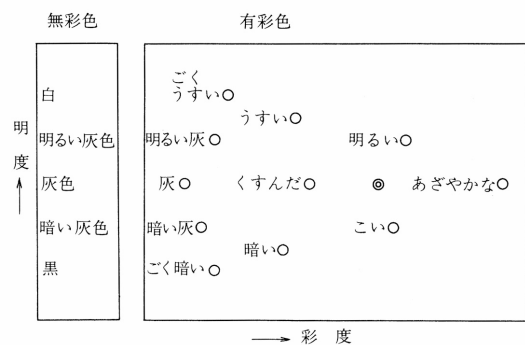 無彩色
有彩色
明度
白
明るい灰色
灰色
暗い灰色
黒
ごく
うすい
うすい
明るい灰
明るい
灰
くすんだ
あざやかな
暗い灰
こい
暗い
ごく暗い
彩度